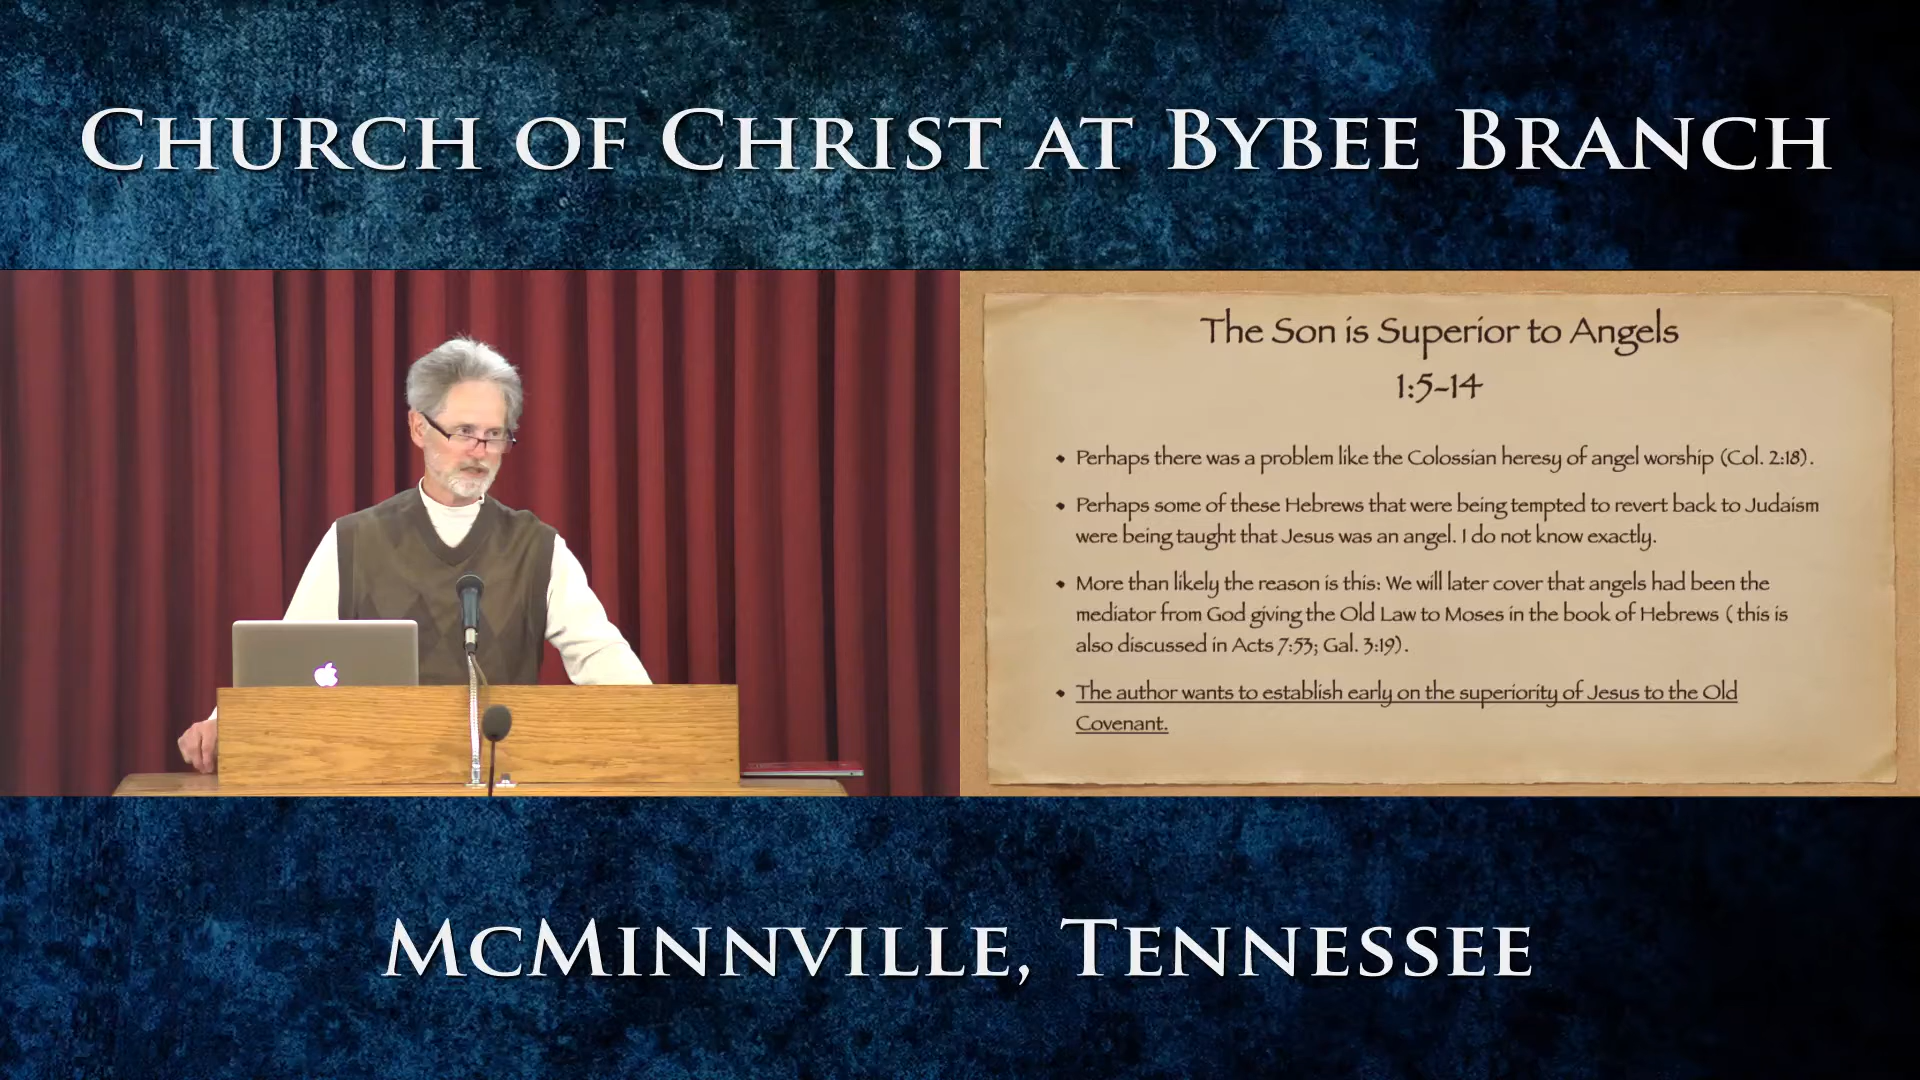 Church of Christ at Bybee Branch
The Son is Superior to Angels
1:5-14
• Perhaps there was a problem like the Colossian heresy of angel worship (Col. 2:18).
• Perhaps some of these Hebrews that were being tempted to revert back to Judaism
were being taught that Jesus was an angel. I do not know exactly.
• More than likely the reason is this: We will later cover that angels had been the
mediator from God giving the Old Law to Moses in the book of Hebrews ( this is
also discussed in Acts 7:53; Gal. 3:19).
• The author wants to establish early on the superiority of Jesus to the Old
Covenant.
McMinnville, Tennessee